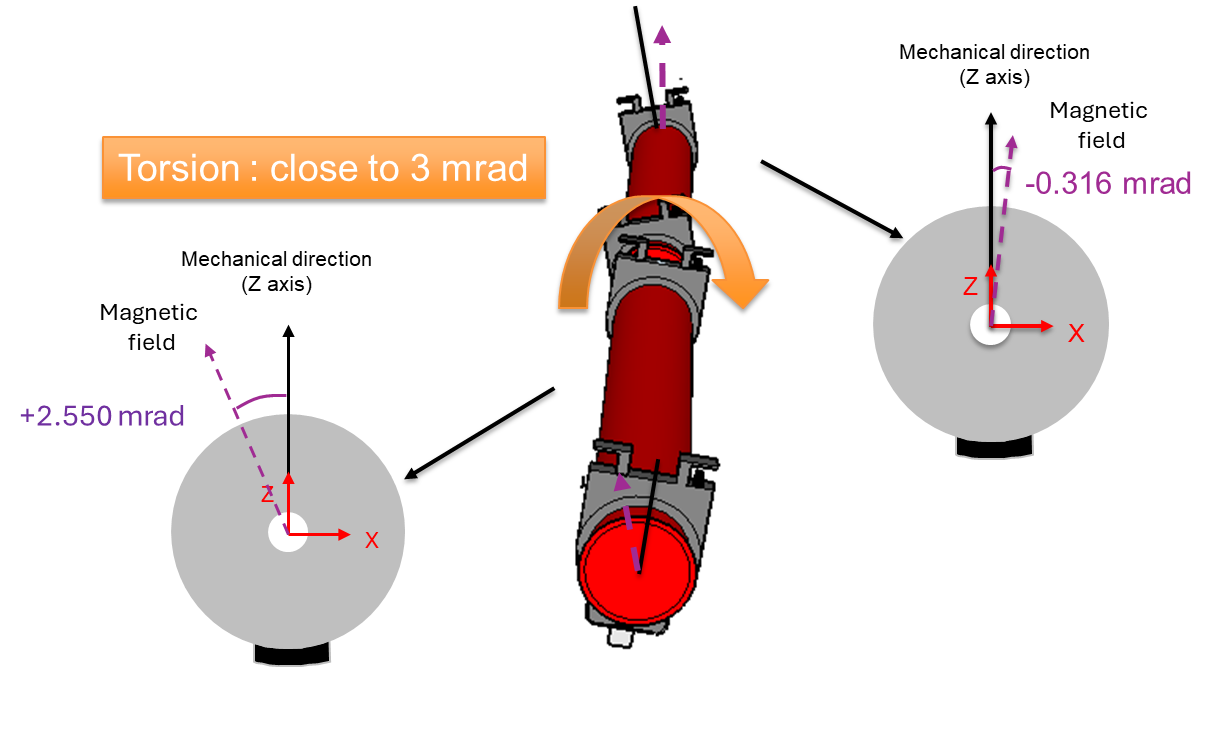 Mechanical direction
(Z axis)
Magnetic
field
-0.316 mrad
Z
X
Torsion : close to 3 mrad
Mechanical direction
(Z axis)
Magnetic
field
+2.550 mrad
Z
X